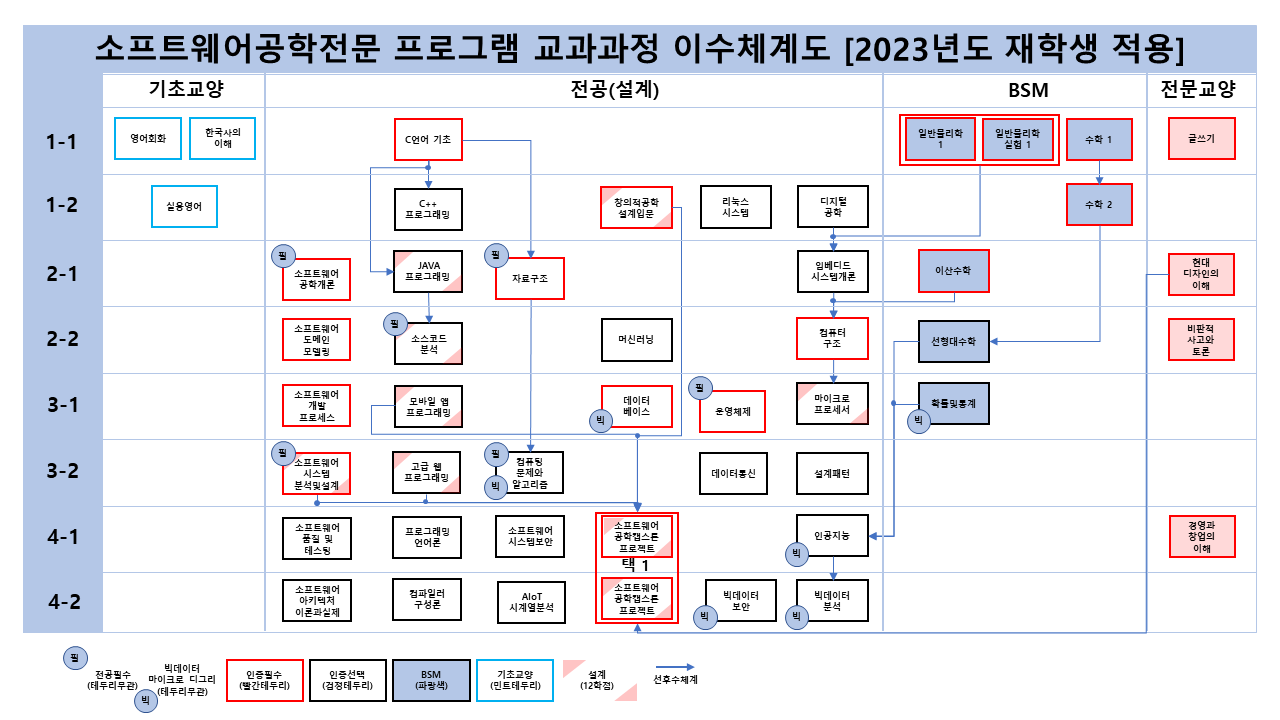 소프트웨어공학전문 프로그램 교과과정 이수체계도 [2023년도 재학생 적용]
기초교양
전공(설계)
BSM
전문교양
1-1
영어회화
한국사의
이해
C언어 기초
일반물리학
1
일반물리학
실험 1
수학 1
글쓰기
1-2
실용영어
C++
프로그래밍
창의적공학
설계입문
리눅스
시스템
디지털
공학
수학 2
2-1
필
소프트웨어
공학개론
JAVA
프로그래밍
필
자료구조
임베디드
시스템개론
이산수학
현대
디자인의
이해
2-2
소프트웨어
도메인
모델링
필
소스코드
분석
머신러닝
컴퓨터
구조
선형대수학
비판적
사고와
토론
3-1
소프트웨어
개발
프로세스
모바일 앱
프로그래밍
데이터
베이스
빅
필
운영체제
마이크로
프로세서
확률및통계
빅
3-2
필
소프트웨어
시스템
분석및설계
고급 웹
프로그래밍
필
컴퓨팅
문제와
알고리즘
빅
데이터통신
설계패턴
4-1
소프트웨어
품질 및
테스팅
프로그래밍
언어론
소프트웨어
시스템보안
소프트웨어
공학캡스톤
프로젝트
택 1
인공지능
빅
경영과
창업의
이해
4-2
소프트웨어
아키텍처
이론과실제
컴파일러
구성론
AIoT
시계열분석
소프트웨어
공학캡스톤
프로젝트
빅데이터
보안
빅
빅데이터
분석
빅
필
전공필수
(테두리무관)
빅데이터
마이크로 디그리
(테두리무관)
빅
인증필수
(빨간테두리)
인증선택
(검정테두리)
BSM
(파랑색)
기초교양
(민트테두리)
설계
(12학점)
선후수체계